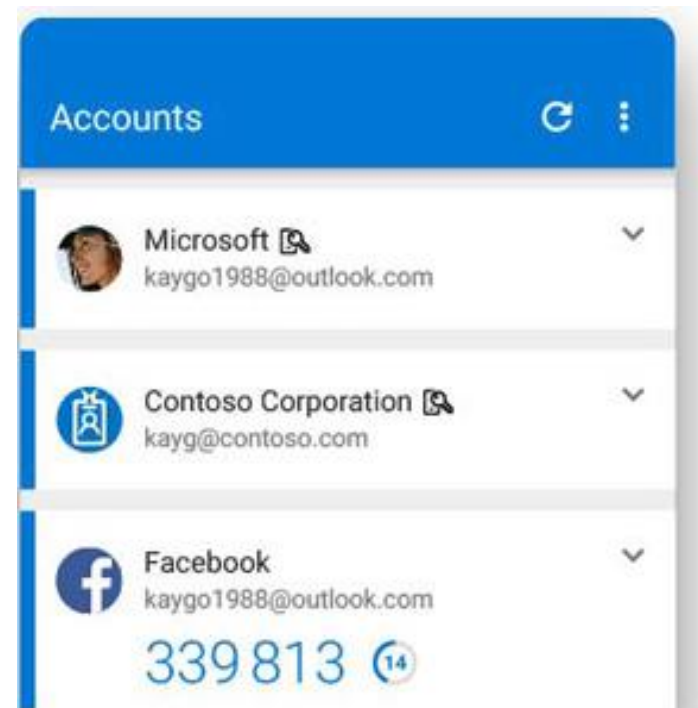 Accounts
Microsoft
kaygo1988@outlook.com
Contoso Corporation
kayg@contoso.com
Facebook
kaygo1988@outlook.com
339 813 14